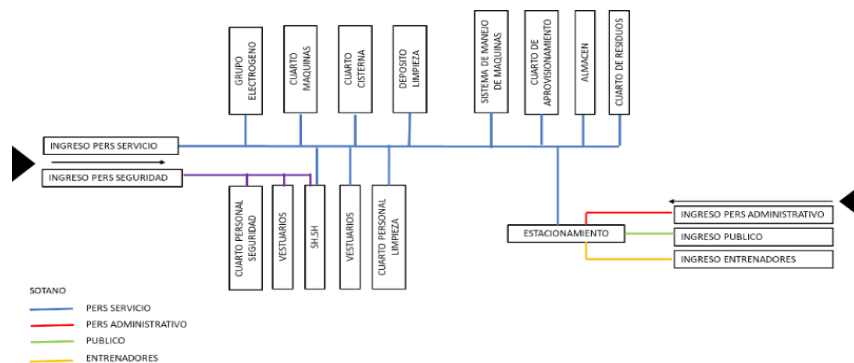 GRUPO
ELECTROGENO
CUARTO
MAQUINAS
CUARTO
CISTERNA
DEPOSITO
LIMPIEZA
SISTEMA DE MANEJO
DE MAQUINAS
CUARTO DE
APROVISIONAMIENTO
ALMACEN
CUARTO DE RESIDUOS
INGRESO PERS SERVICIO
INGRESO PERS SEGURIDAD
CUARTO PERSONAL
SEGURIDAD
VESTUARIOS
SH.SH
VESTUARIOS
CUARTO PERSONAL
LIMPIEZA
ESTACIONAMIENTO
INGRESO PERS ADMINISTRATIVO
INGRESO PUBLICO
INGRESO ENTRENADORES
SOTANO
PERS SERVICIO
PERS ADMINISTRATIVO
PUBLICO
ENTRENADORES